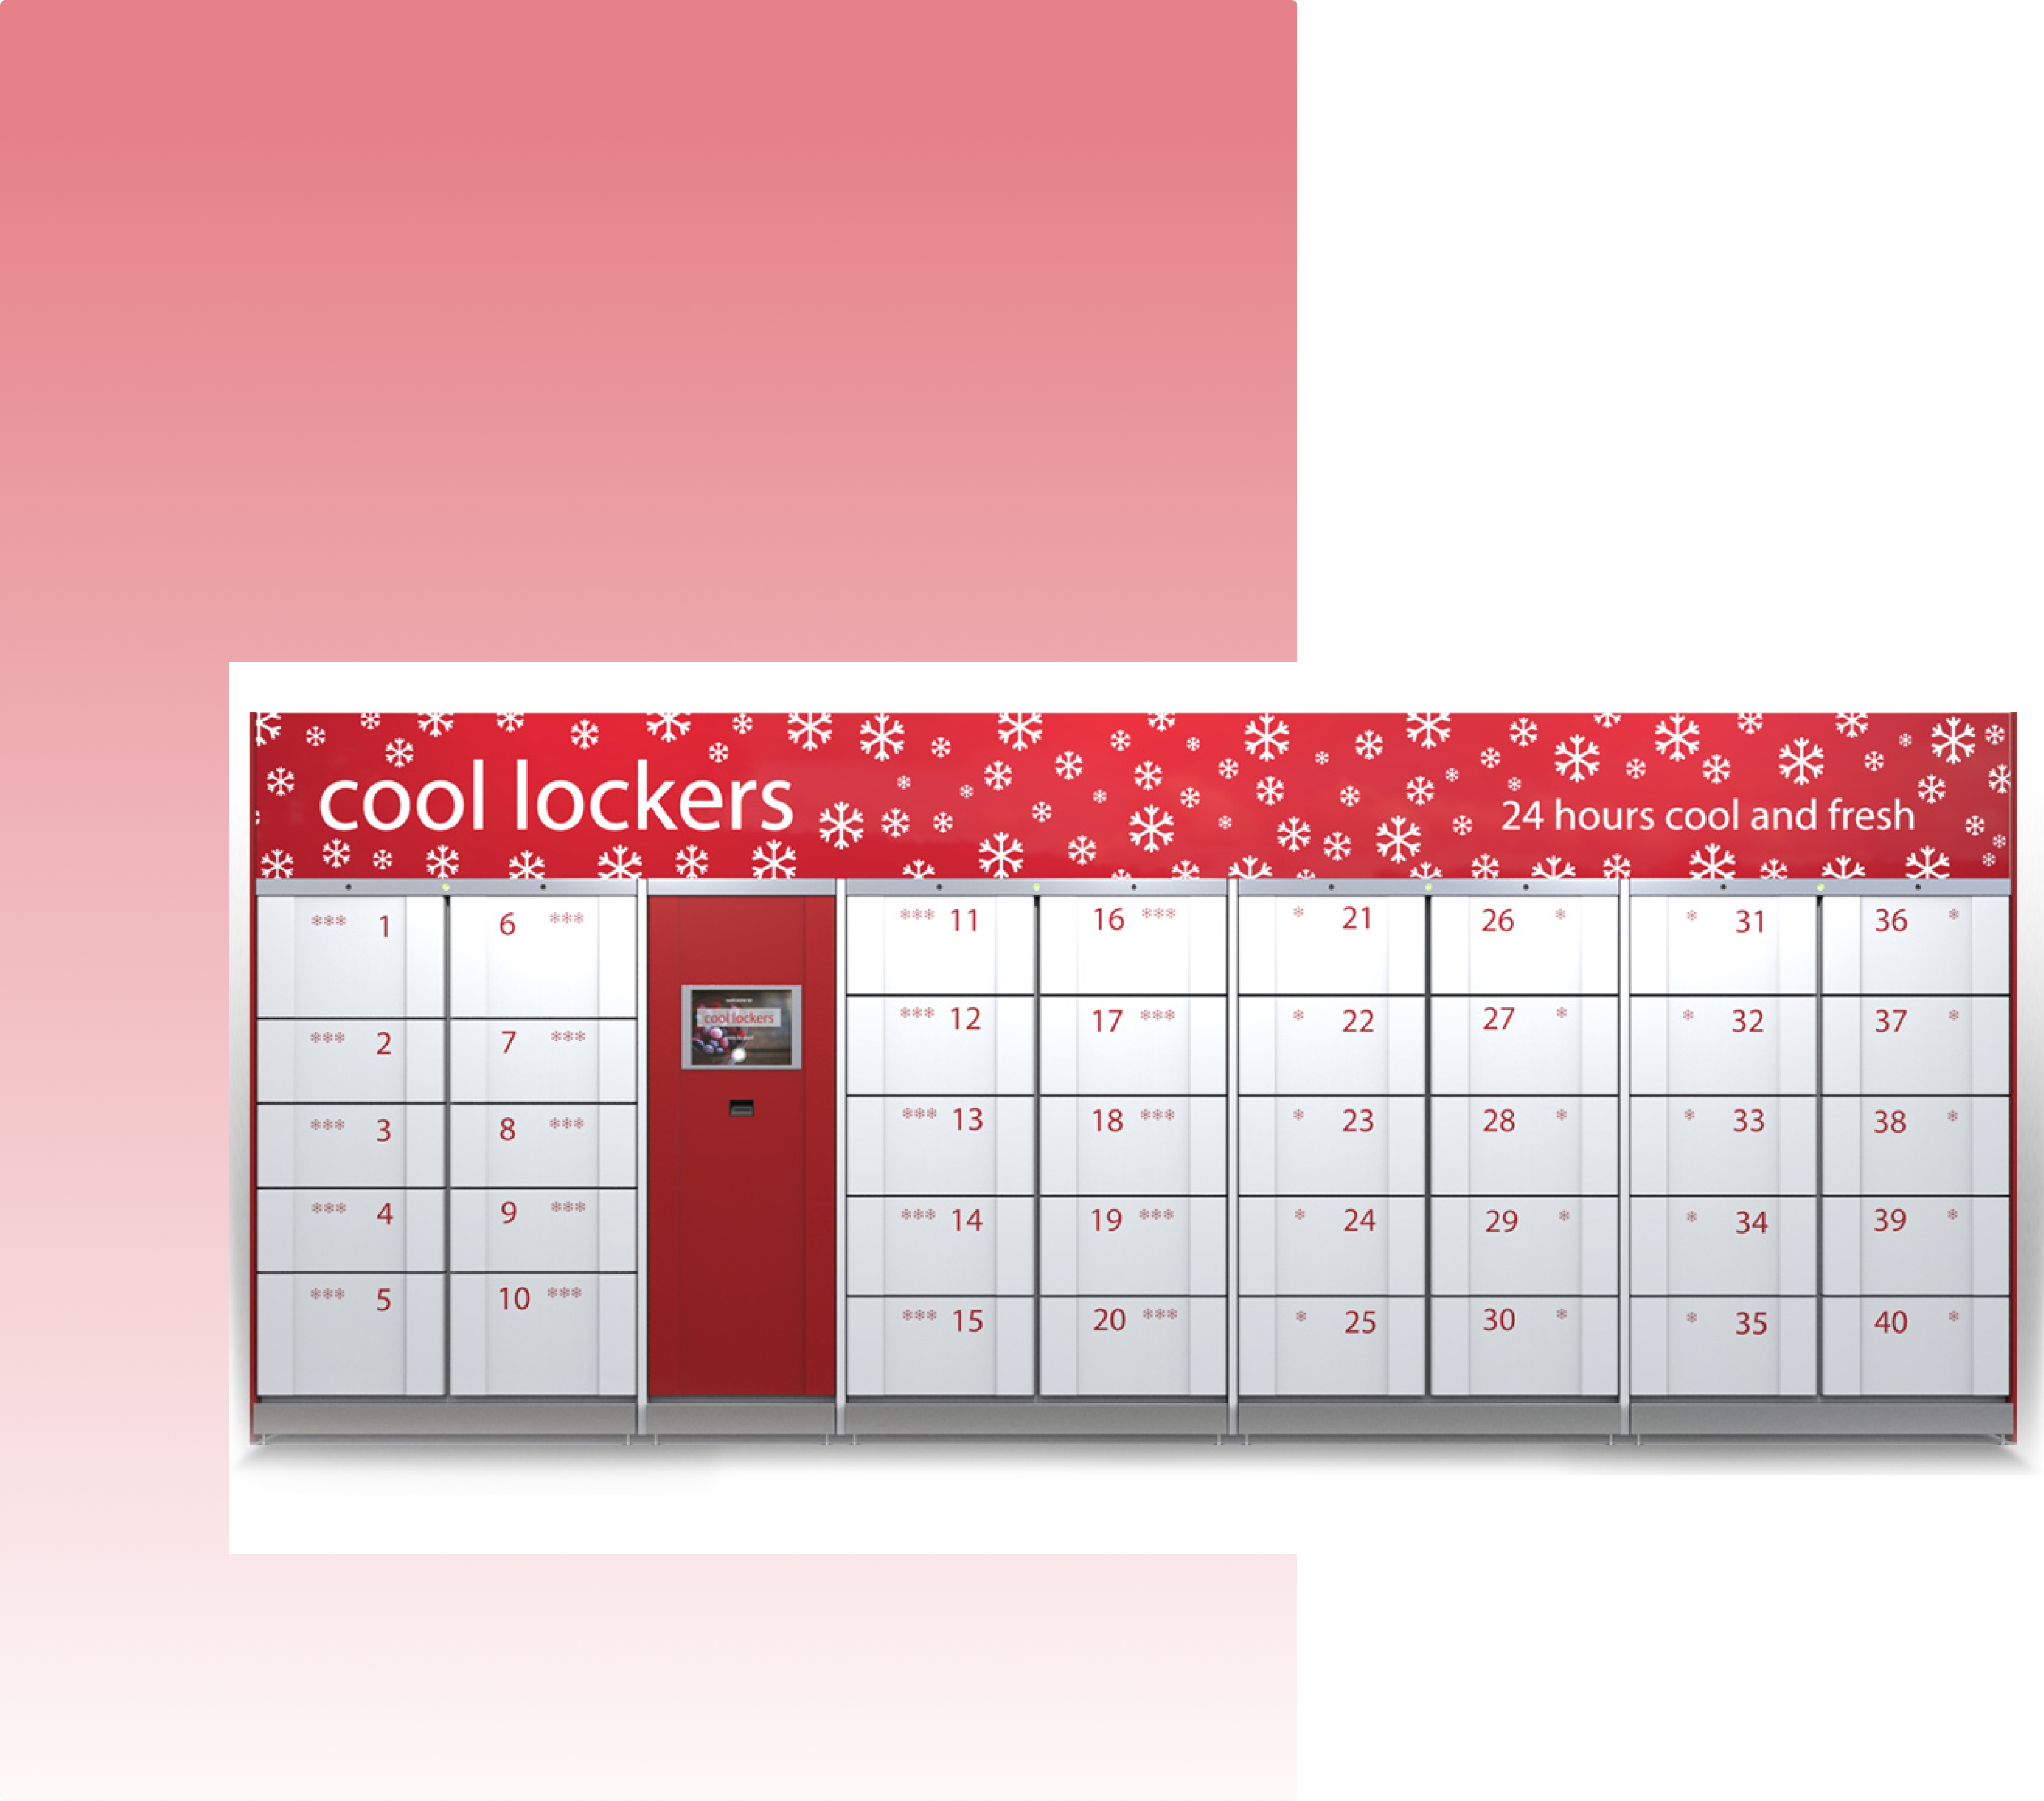 cool lockers
24 hours cool and fresh
1 6 11 16 21 26 31 36
welcome to
cool lockers
2 7 12 17 22 27 32 37
3 8 13 18 23 28 33 38
4 9 14 19 24 29 34 39
5 10 15 20 25 30 35 40